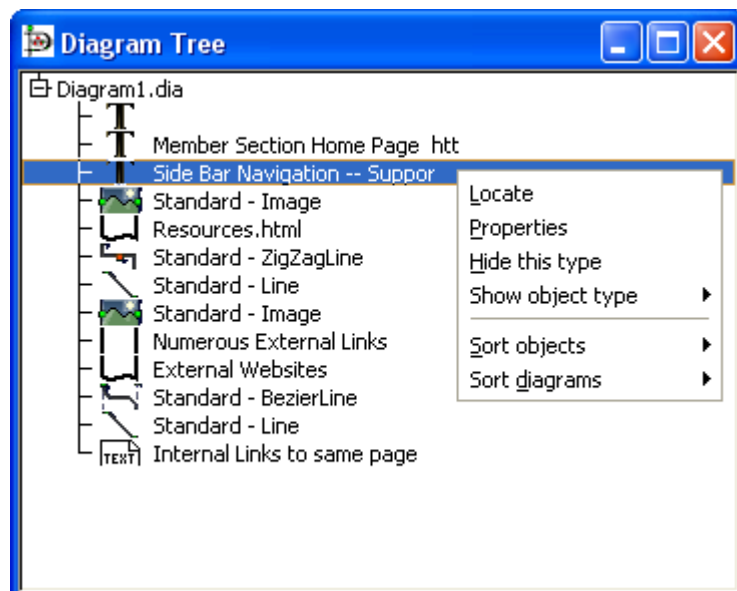 Diagram Tree
Diagram1.dia
T
T Member Section Home Page htt
T Side Bar Navigation -- Suppor
Standard - Image
Resources.html
Standard - ZigZagLine
Standard - Line
Standard - Image
Numerous External Links
External Websites
Standard - BezierLine
Standard - Line
TEXT Internal Links to same page
Locate
Properties
Hide this type
Show object type
Sort objects
Sort diagrams